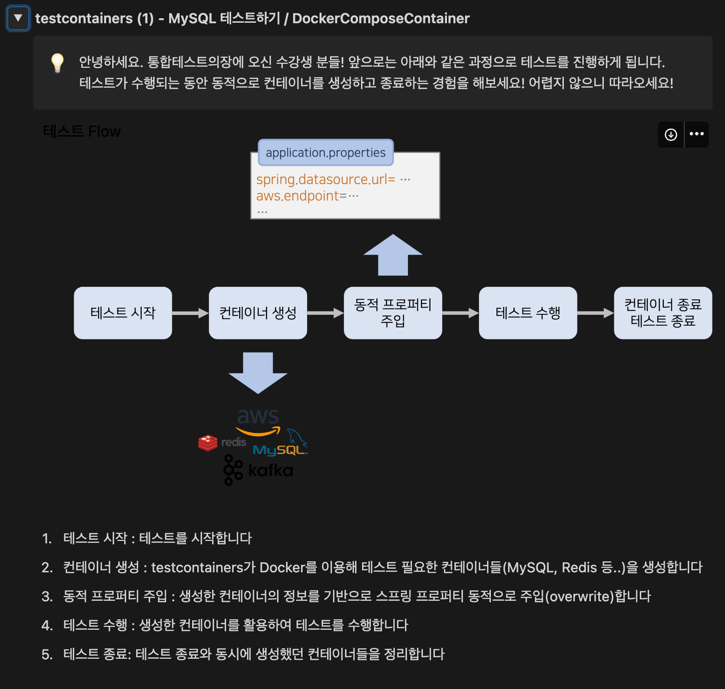 testcontainers (1) - MySQL 테스트하기 / DockerComposeContainer
안녕하세요. 통합테스트의장에 오신 수강생 분들! 앞으로는 아래와 같은 과정으로 테스트를 진행하게 됩니다.
테스트가 수행되는 동안 동적으로 컨테이너를 생성하고 종료하는 경험을 해보세요! 어렵지 않으니 따라오세요!
테스트 Flow
application.properties
spring.datasource.url= ...
aws.endpoint=...
...
테스트 시작
컨테이너 생성
동적 프로퍼티
주입
테스트 수행
컨테이너 종료
테스트 종료
aws
redis
MySQL
kafka
1. 테스트 시작 : 테스트를 시작합니다
2. 컨테이너 생성 : testcontainers가 Docker를 이용해 테스트 필요한 컨테이너들(MySQL, Redis 등..)을 생성합니다
3. 동적 프로퍼티 주입 : 생성한 컨테이너의 정보를 기반으로 스프링 프로퍼티 동적으로 주입(overwrite)합니다
4. 테스트 수행 : 생성한 컨테이너를 활용하여 테스트를 수행합니다
5. 테스트 종료: 테스트 종료와 동시에 생성했던 컨테이너들을 정리합니다